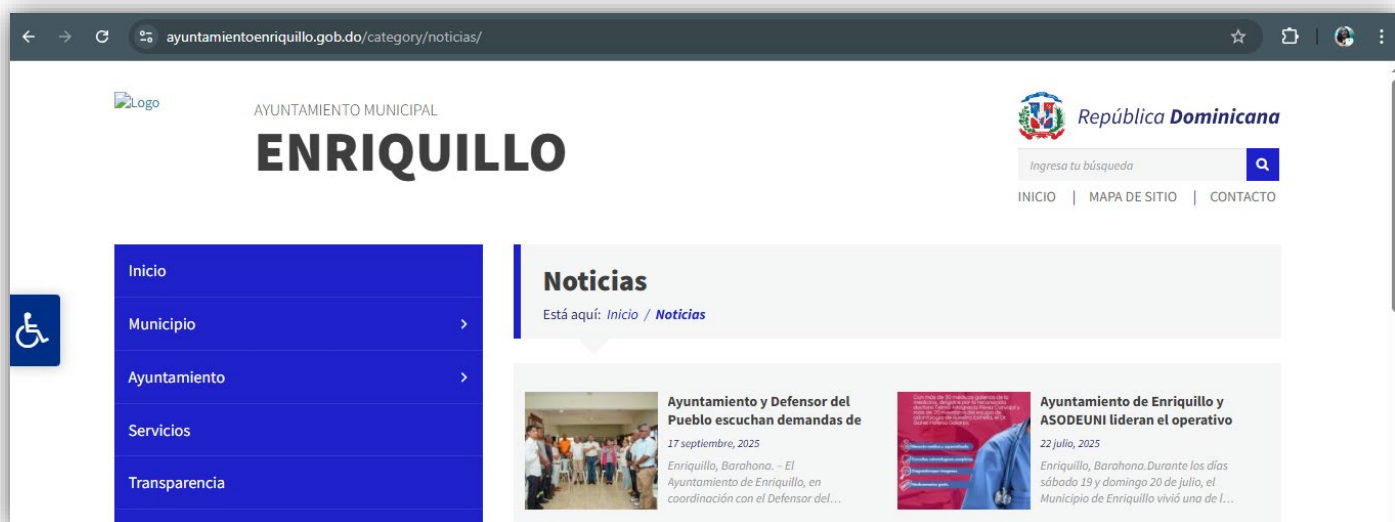 ayuntamientoenriquillo.gob.do/category/noticias/
Logo
AYUNTAMIENTO MUNICIPAL
ENRIQUILLO
República Dominicana
Ingresa tu búsqueda
INICIO | MAPA DE SITIO | CONTACTO
Inicio
Municipio
Ayuntamiento
Servicios
Transparencia
Noticias
Está aquí: Inicio / Noticias
Ayuntamiento y Defensor del
Pueblo escuchan demandas de
17 septiembre, 2025
Enriquillo, Barahona. – El
Ayuntamiento de Enriquillo, en
coordinación con el Defensor del…
Ayuntamiento de Enriquillo y
ASODEUNI lideran el operativo
22 julio, 2025
Enriquillo, Barahona.Durante los días
sábado 19 y domingo 20 de julio, el
Municipio de Enriquillo vivió una de l…